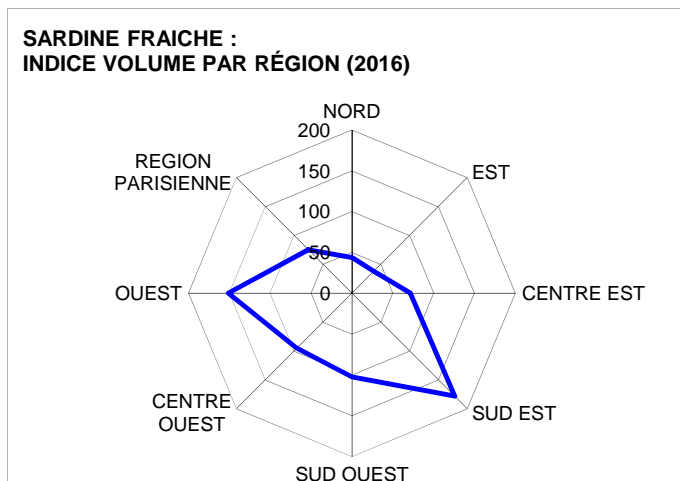 SARDINE FRAICHE :
INDICE VOLUME PAR RÉGION (2016)
NORD
200
150
100
50
0
EST
CENTRE EST
SUD EST
SUD OUEST
CENTRE
OUEST
OUEST
REGION
PARISIENNE